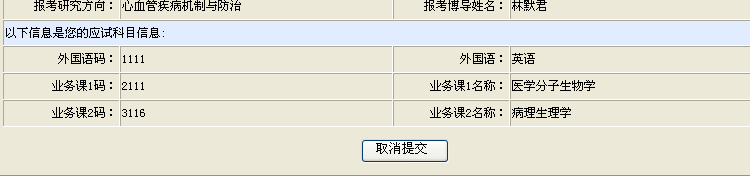 报考研究方向： 心血管疾病机制与防治 报考博导姓名： 林默君
以下信息是您的应试科目信息:
外国语码： 1111 外国语： 英语
业务课1码： 2111 业务课1名称： 医学分子生物学
业务课2码： 3116 业务课2名称： 病理生理学
取消提交